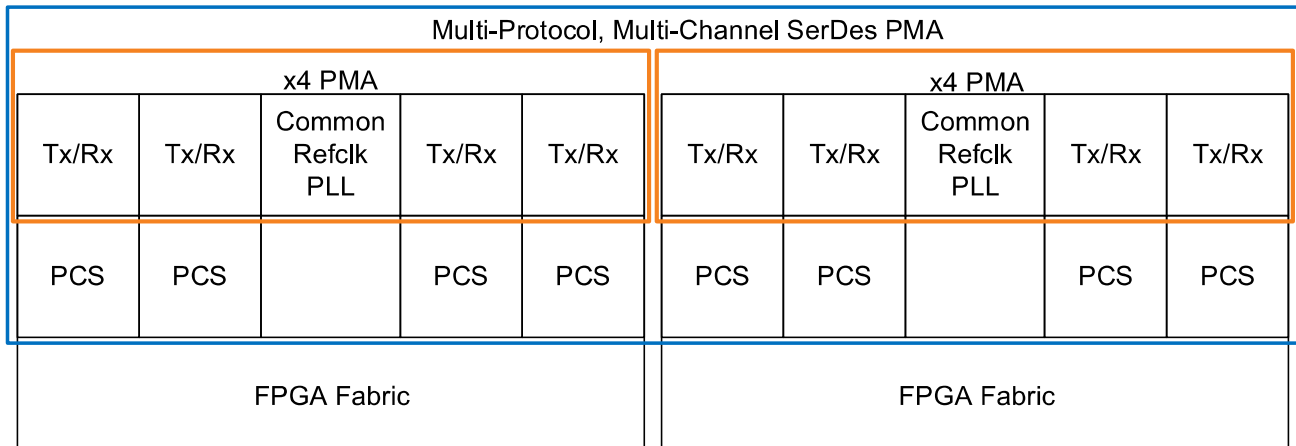 Multi-Protocol, Multi-Channel SerDes PMA
x4 PMA
Tx/Rx
Tx/Rx
Common
Refclk
PLL
Tx/Rx
Tx/Rx
PCS
PCS
PCS
PCS
FPGA Fabric
x4 PMA
Tx/Rx
Tx/Rx
Common
Refclk
PLL
Tx/Rx
Tx/Rx
PCS
PCS
PCS
PCS
FPGA Fabric